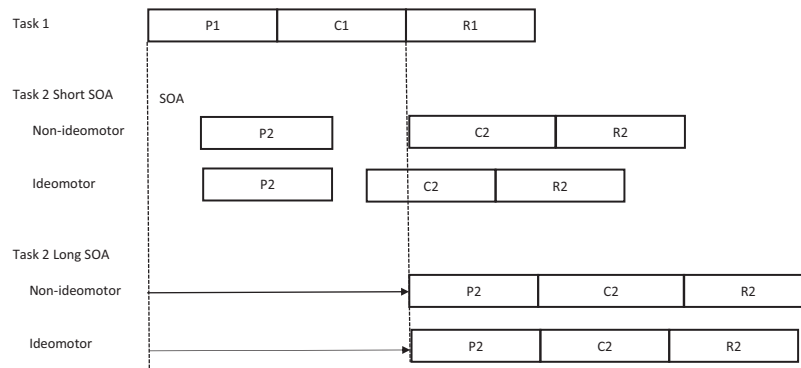 Task 1 P1 C1 R1
Task 2 Short SOA SOA
Non-ideomotor P2 C2 R2
Ideomotor P2 C2 R2
Task 2 Long SOA
Non-ideomotor P2 C2 R2
Ideomotor P2 C2 R2